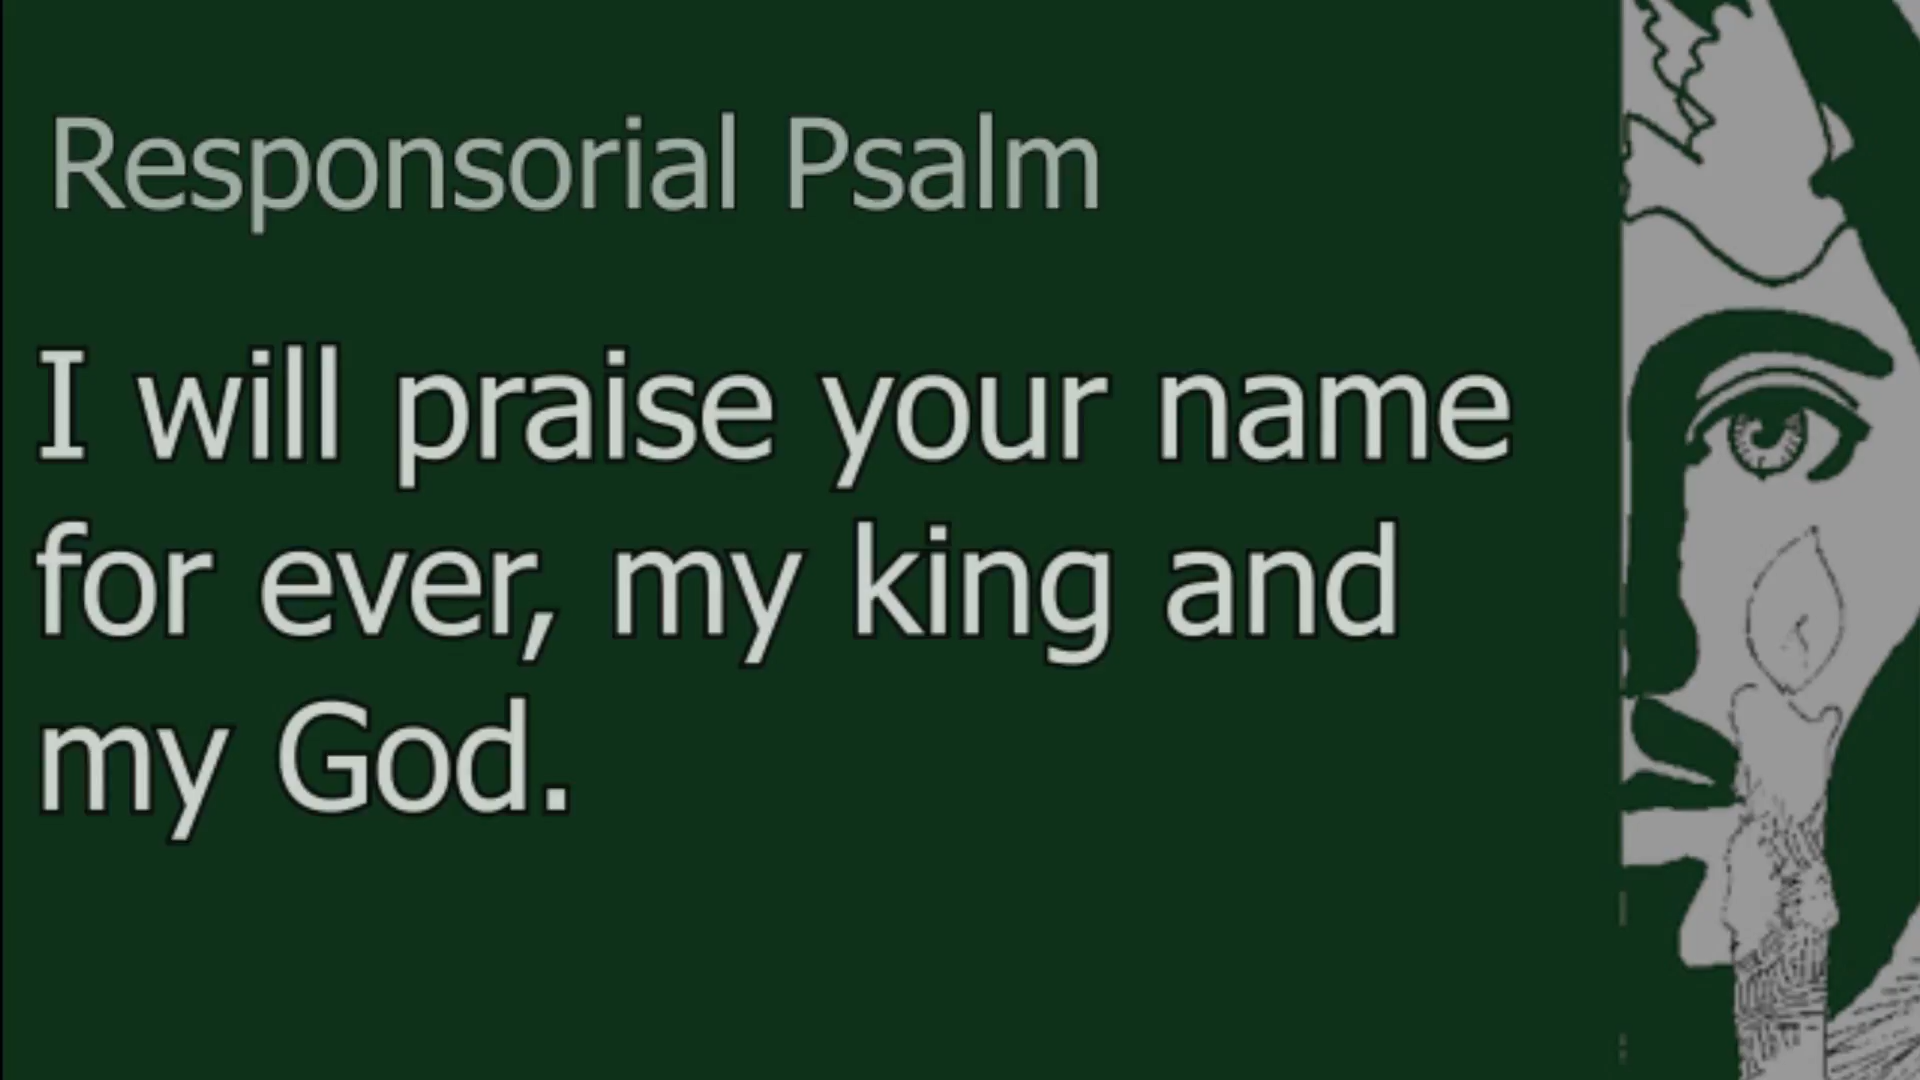 Responsorial Psalm
I will praise your name
for ever, my king and
my God.